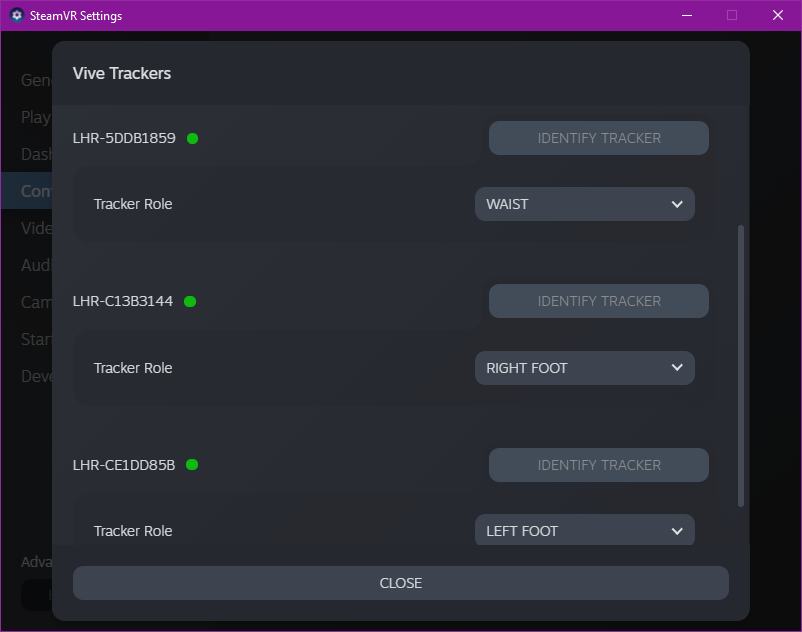 SteamVR Settings
Vive Trackers
LHR-5DDB1859
IDENTIFY TRACKER
Tracker Role
WAIST
LHR-C13B3144
IDENTIFY TRACKER
Tracker Role
RIGHT FOOT
LHR-CE1DD85B
IDENTIFY TRACKER
Tracker Role
LEFT FOOT
CLOSE
Gen
Play
Dash
Con
Vide
Audi
Cam
Star
Deve
Adva